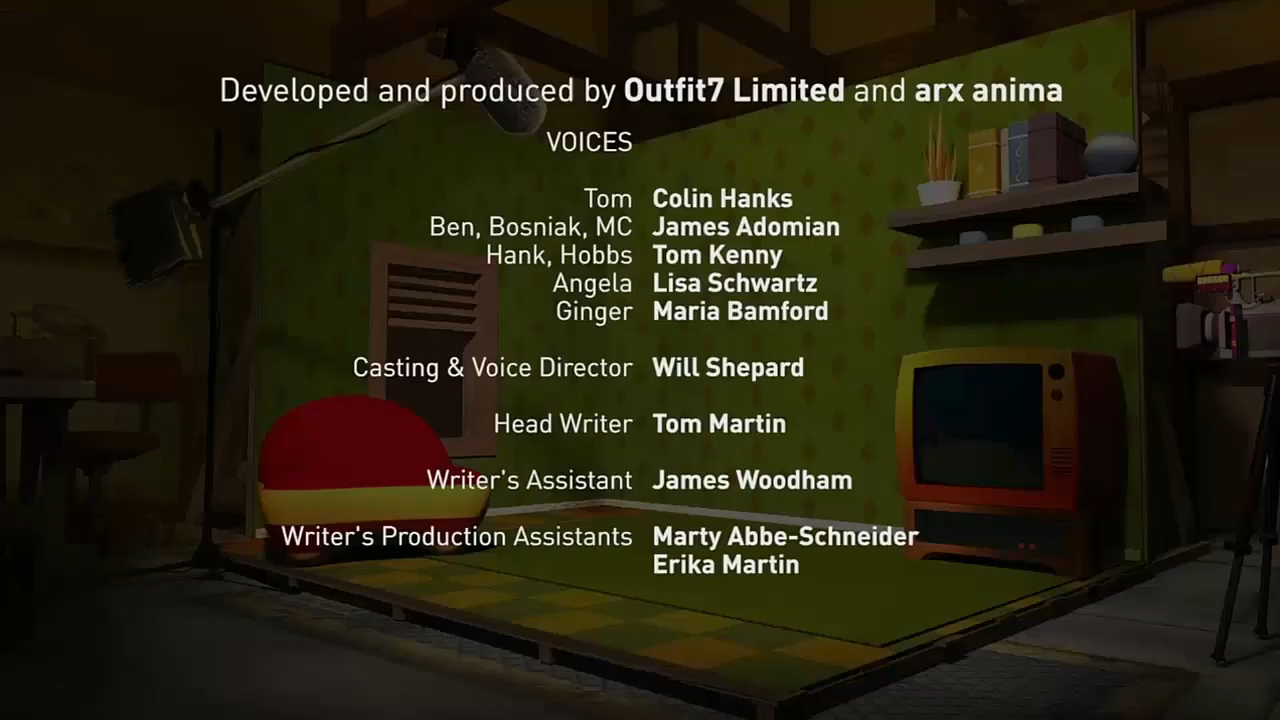 Developed and produced by Outfit7 Limited and arx anima
VOICES
Tom Colin Hanks
Ben, Bosniak, MC James Adomian
Hank, Hobbs Tom Kenny
Angela Lisa Schwartz
Ginger Maria Bamford
Casting & Voice Director Will Shepard
Head Writer Tom Martin
Writer's Assistant James Woodham
Writer's Production Assistants Marty Abbe-Schneider
Erika Martin